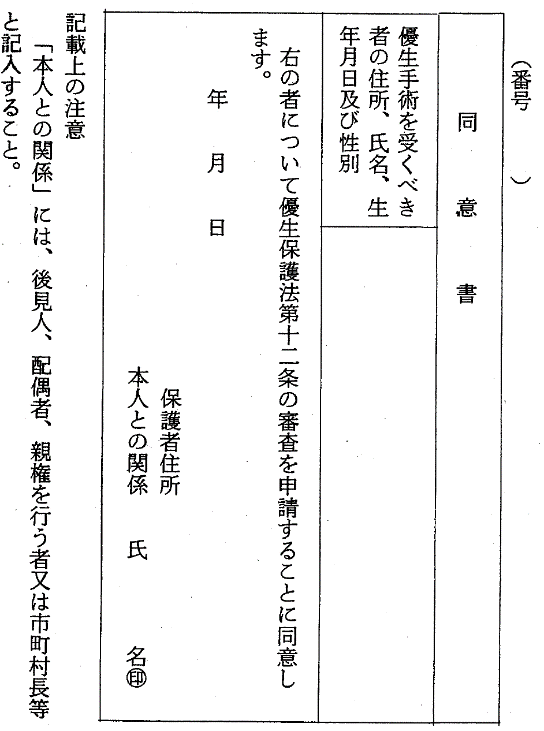 (番号　　　)
同意書
優生手術を受くべき
者の住所、氏名、生
年月日及び性別
右の者について優生保護法第十二条の審査を申請することに同意し
ます。
年　月　日
保護者住所
本人との関係　氏　　　名㊞
記載上の注意
「本人との関係」には、後見人、配偶者、親権を行う者又は市町村長等
と記入すること。